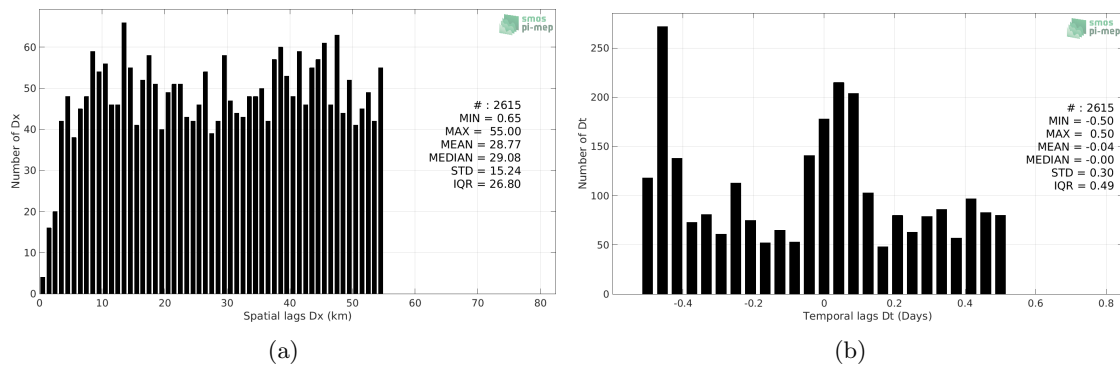 smos
pi-mep
60
50
40
30
20
10
0
Number of Dx
# : 2615
MIN = 0.65
MAX = 55.00
MEAN = 28.77
MEDIAN = 29.08
STD = 15.24
IQR = 26.80
0 10 20 30 40 50 60 70 80
Spatial lags Dx (km)
(a)
smos
pi-mep
250
200
150
100
50
0
Number of Dt
# : 2615
MIN = -0.50
MAX = 0.50
MEAN = -0.04
MEDIAN = -0.00
STD = 0.30
IQR = 0.49
-0.4 -0.2 0 0.2 0.4 0.6 0.8
Temporal lags Dt (Days)
(b)